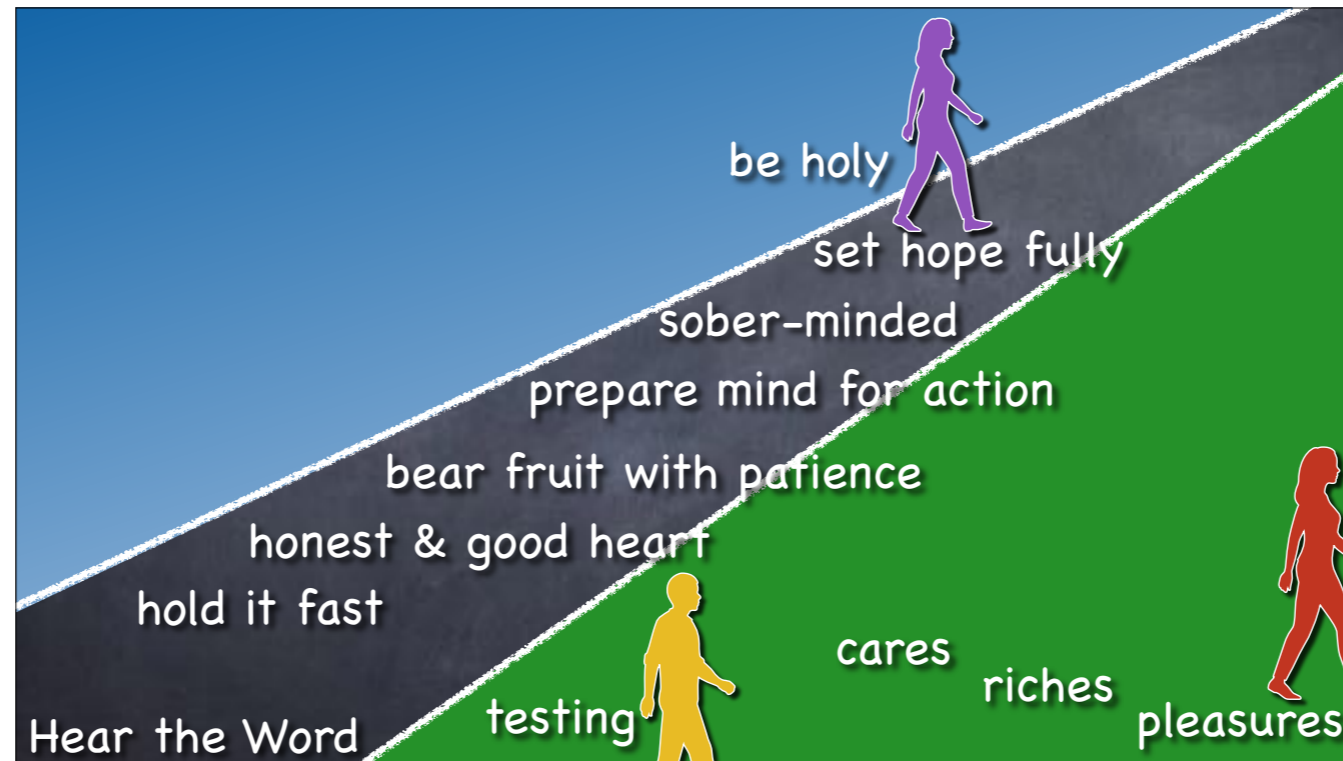 be holy
set hope fully
sober-minded
prepare mind for action
bear fruit with patience
honest & good heart
hold it fast
Hear the Word
testing
cares
riches
pleasures